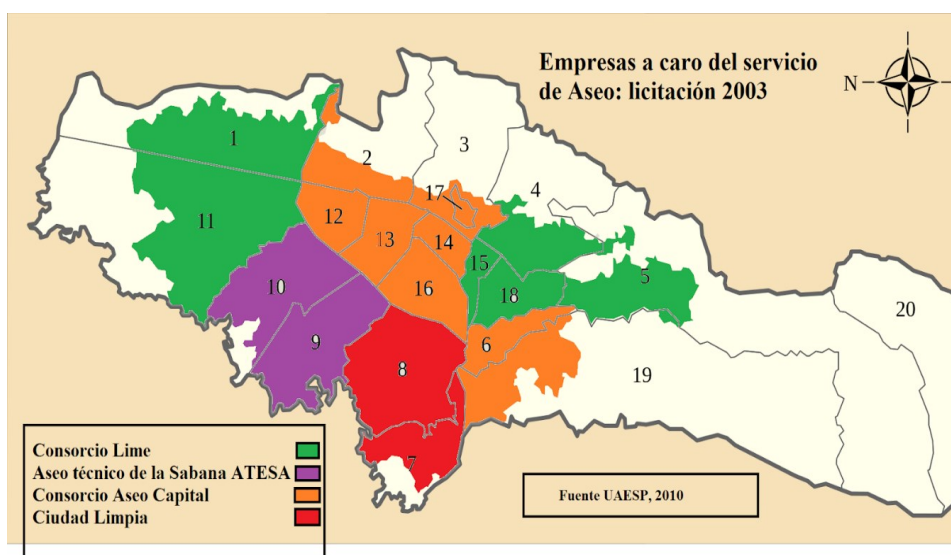 Empresas a caro del servicio
de Aseo: licitación 2003
N
1
2
3
4
17
11
12
13
14
15
5
10
16
18
20
9
8
6
19
7
Consorcio Lime
Aseo técnico de la Sabana ATESA
Consorcio Aseo Capital
Ciudad Limpia
Fuente UAESP, 2010